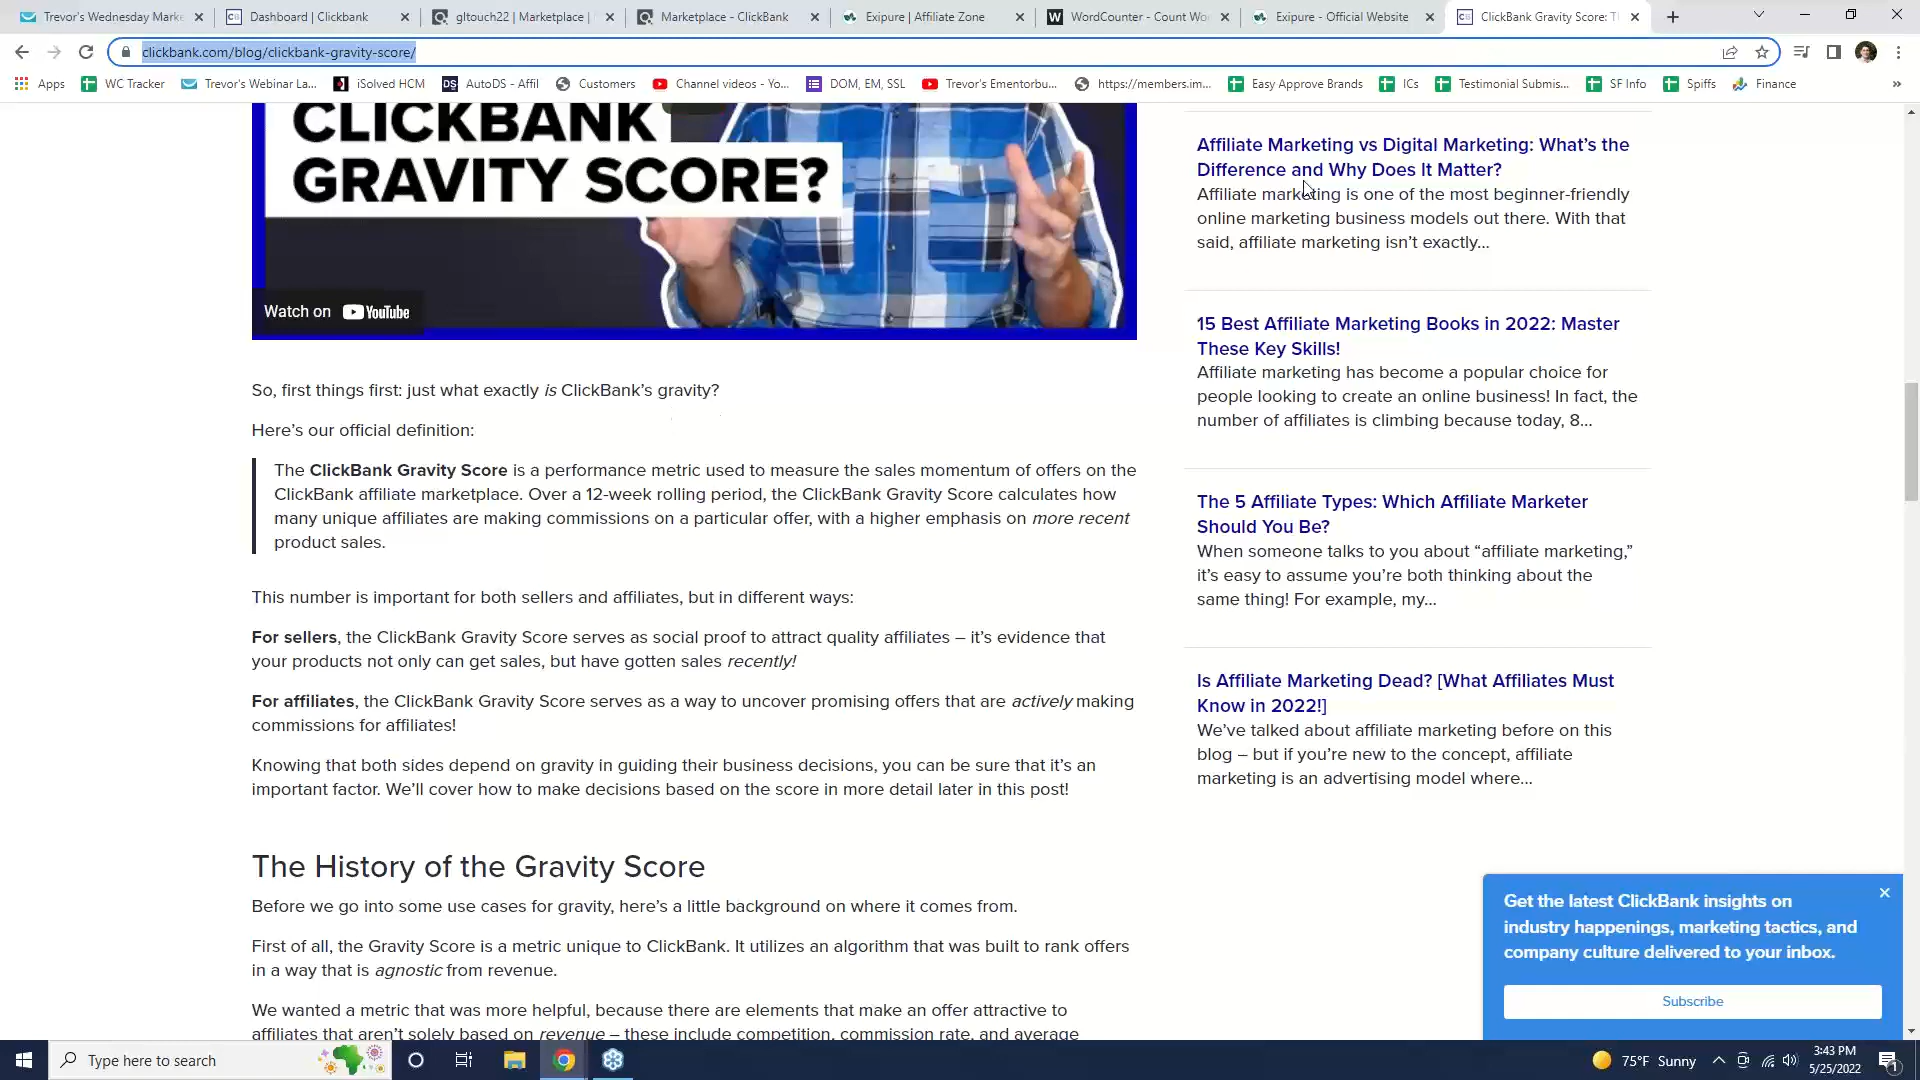 Trevor's Wednesday Marke
Dashboard | Clickbank
gltouch22 | Marketplace |
Marketplace - ClickBank
Exipure | Affiliate Zone
WordCounter - Count Wo
Exipure - Official Website
ClickBank Gravity Score: T
clickbank.com/blog/clickbank-gravity-score/
Apps
WC Tracker
Trevor's Webinar La...
iSolved HCM
AutoDS - Affil
Customers
Channel videos - Yo...
DOM, EM, SSL
Trevor's Ementorbu...
https://members.im...
Easy Approve Brands
ICs
Testimonial Submis...
SF Info
Spiffs
Finance
»
CLICKBANK
GRAVITY SCORE?
Watch on YouTube
So, first things first: just what exactly is ClickBank's gravity?
Here's our official definition:
The ClickBank Gravity Score is a performance metric used to measure the sales momentum of offers on the
ClickBank affiliate marketplace. Over a 12-week rolling period, the ClickBank Gravity Score calculates how
many unique affiliates are making commissions on a particular offer, with a higher emphasis on more recent
product sales.
This number is important for both sellers and affiliates, but in different ways:
For sellers, the ClickBank Gravity Score serves as social proof to attract quality affiliates – it's evidence that
your products not only can get sales, but have gotten sales recently!
For affiliates, the ClickBank Gravity Score serves as a way to uncover promising offers that are actively making
commissions for affiliates!
Knowing that both sides depend on gravity in guiding their business decisions, you can be sure that it's an
important factor. We'll cover how to make decisions based on the score in more detail later in this post!
The History of the Gravity Score
Before we go into some use cases for gravity, here's a little background on where it comes from.
First of all, the Gravity Score is a metric unique to ClickBank. It utilizes an algorithm that was built to rank offers
in a way that is agnostic from revenue.
We wanted a metric that was more helpful, because there are elements that make an offer attractive to
affiliates that aren't solely based on revenue – these include competition, commission rate, and average
Affiliate Marketing vs Digital Marketing: What's the
Difference and Why Does It Matter?
Affiliate marketing is one of the most beginner-friendly
online marketing business models out there. With that
said, affiliate marketing isn't exactly...
15 Best Affiliate Marketing Books in 2022: Master
These Key Skills!
Affiliate marketing has become a popular choice for
people looking to create an online business! In fact, the
number of affiliates is climbing because today, 8...
The 5 Affiliate Types: Which Affiliate Marketer
Should You Be?
When someone talks to you about “affiliate marketing,”
it's easy to assume you're both thinking about the
same thing! For example, my...
Is Affiliate Marketing Dead? [What Affiliates Must
Know in 2022!]
We've talked about affiliate marketing before on this
blog – but if you're new to the concept, affiliate
marketing is an advertising model where...
Get the latest ClickBank insights on
industry happenings, marketing tactics, and
company culture delivered to your inbox.
Subscribe
Type here to search
75°F Sunny
3:43 PM
5/25/2022
1